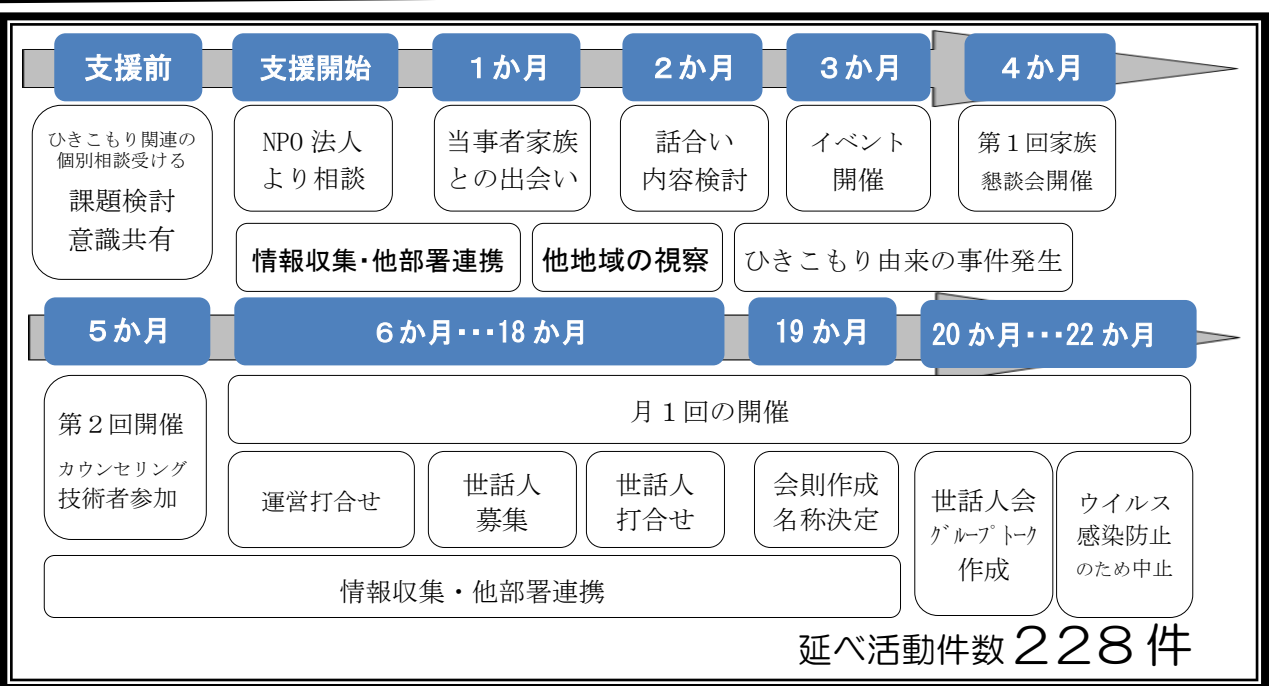 支援前
支援開始
１か月
２か月
３か月
４か月
ひきこもり関連の
個別相談受ける
課題検討
意識共有
NPO 法人
より相談
当事者家族
との出会い
話合い
内容検討
イベント
開催
第１回家族
懇談会開催
情報収集･他部署連携
他地域の視察
ひきこもり由来の事件発生
５か月
６か月･･･18 か月
19 か月
20 か月･･･22 か月
第２回開催
カウンセリング
技術者参加
月１回の開催
運営打合せ
世話人
募集
世話人
打合せ
会則作成
名称決定
世話人会
ｸﾞﾙｰﾌﾟﾄｰｸ
作成
ウイルス
感染防止
のため中止
情報収集・他部署連携
延べ活動件数２２８件